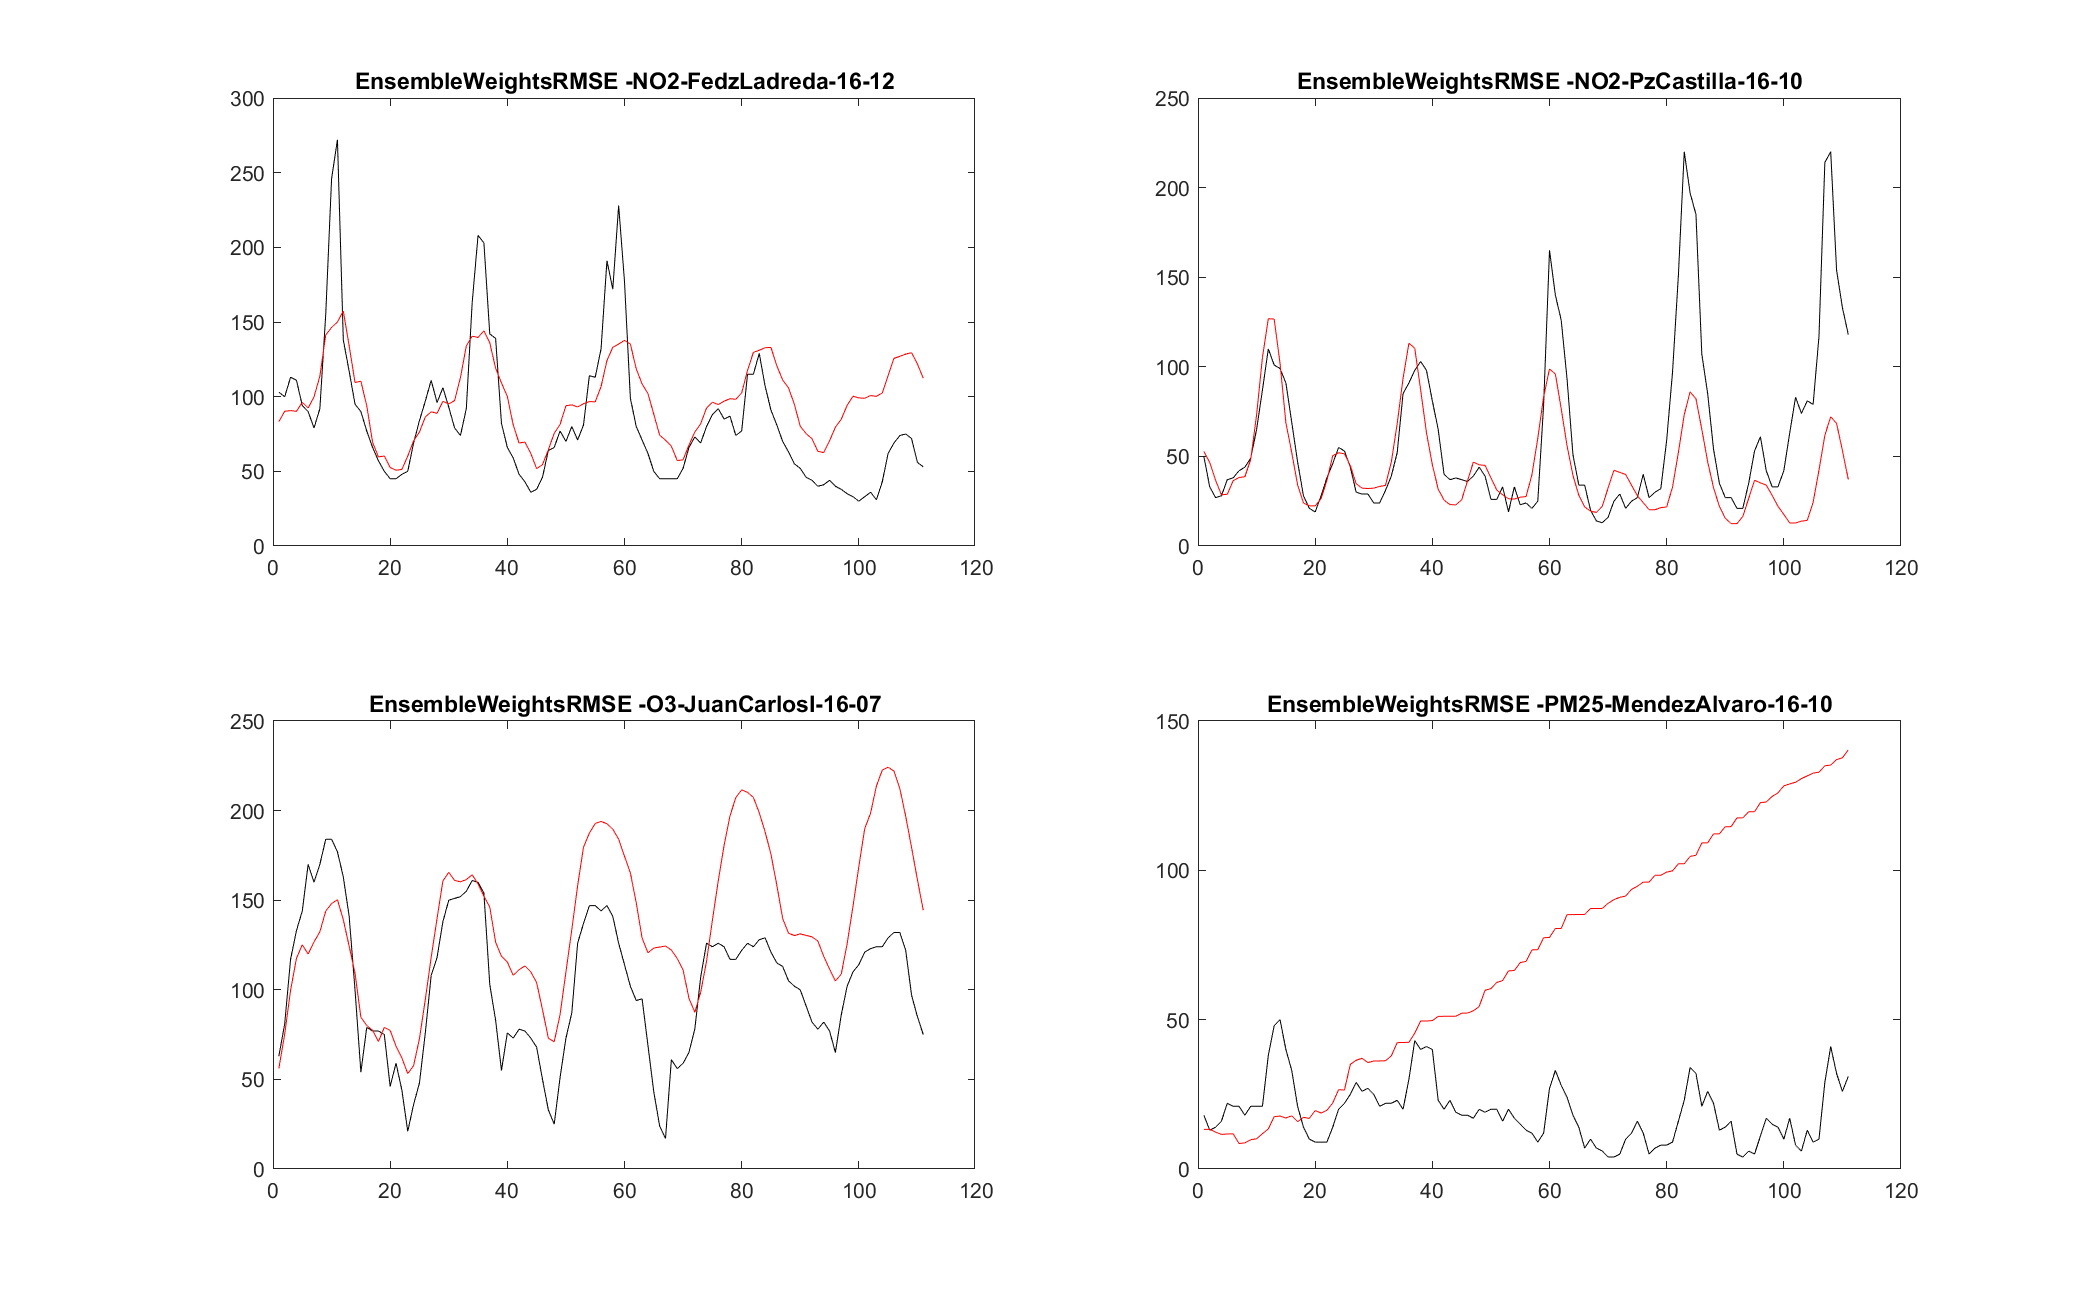 EnsembleWeightsRMSE -NO2-FedzLadreda-16-12
300
250
200
150
100
50
0
0 20 40 60 80 100 120
EnsembleWeightsRMSE -NO2-PzCastilla-16-10
250
200
150
100
50
0
0 20 40 60 80 100 120
EnsembleWeightsRMSE -O3-JuanCarlosI-16-07
250
200
150
100
50
0
0 20 40 60 80 100 120
EnsembleWeightsRMSE -PM25-MendezAlvaro-16-10
150
100
50
0
0 20 40 60 80 100 120